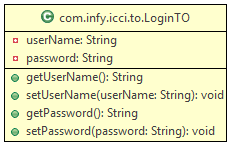 C com.infy.icci.to.LoginTO
userName: String
password: String
getUserName(): String
setUserName(userName: String): void
getPassword(): String
setPassword(password: String): void